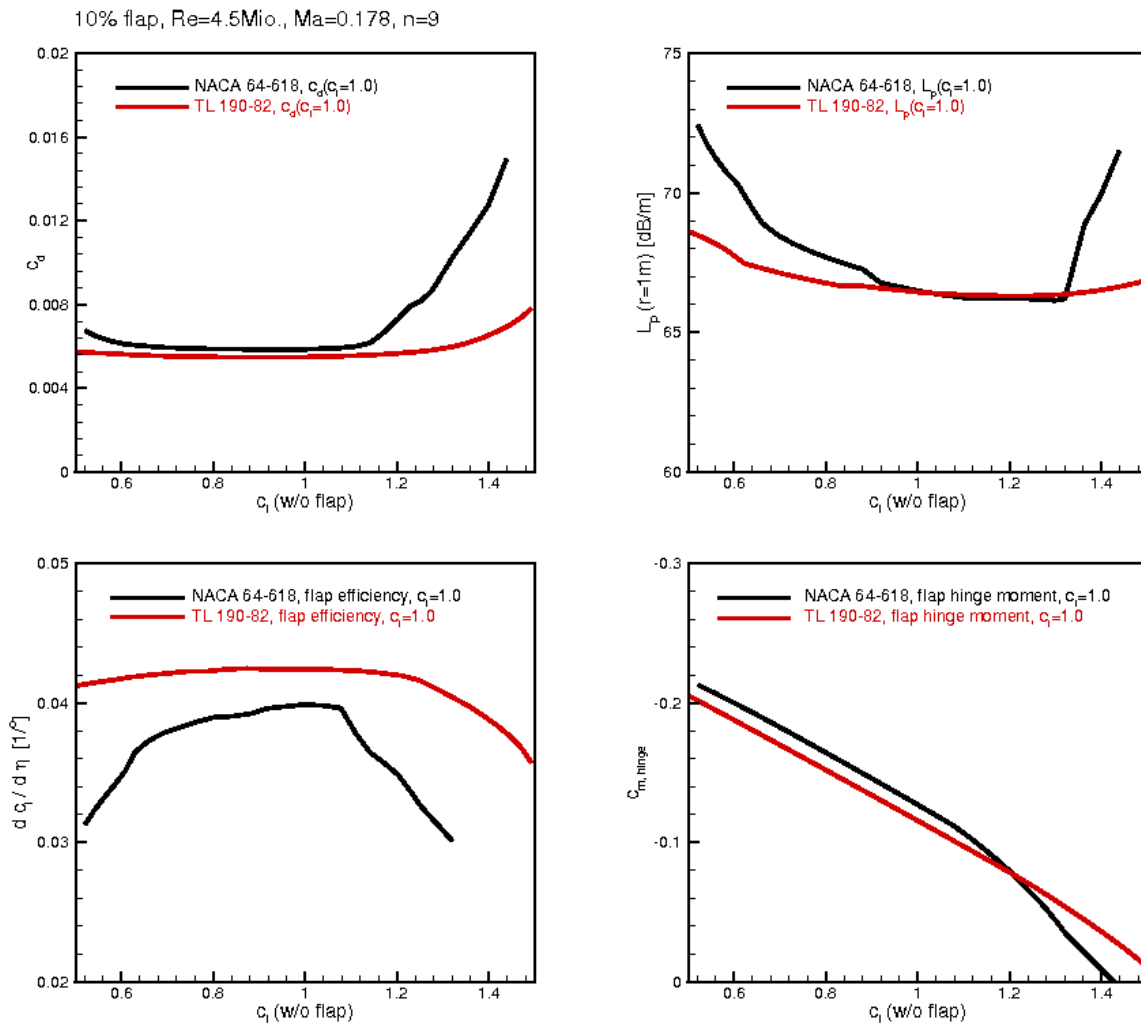 10% flap, Re=4.5Mio., Ma=0.178, n=9
0.02
NACA 64-618, c_d(c_l=1.0)
TL 190-82, c_d(c_l=1.0)
0.016
0.012
c_d
0.008
0.004
0
0.6 0.8 1 1.2 1.4
c_l (w/o flap)
75
NACA 64-618, L_p(c_l=1.0)
TL 190-82, L_p(c_l=1.0)
70
L_p (r=1m) [dB/m]
65
60
0.6 0.8 1 1.2 1.4
c_l (w/o flap)
0.05
NACA 64-618, flap efficiency, c_l=1.0
TL 190-82, flap efficiency, c_l=1.0
0.04
d c_l / d η [1/°]
0.03
0.02
0.6 0.8 1 1.2 1.4
c_l (w/o flap)
-0.3
NACA 64-618, flap hinge moment, c_l=1.0
TL 190-82, flap hinge moment, c_l=1.0
-0.2
c_m,hinge
-0.1
0
0.6 0.8 1 1.2 1.4
c_l (w/o flap)